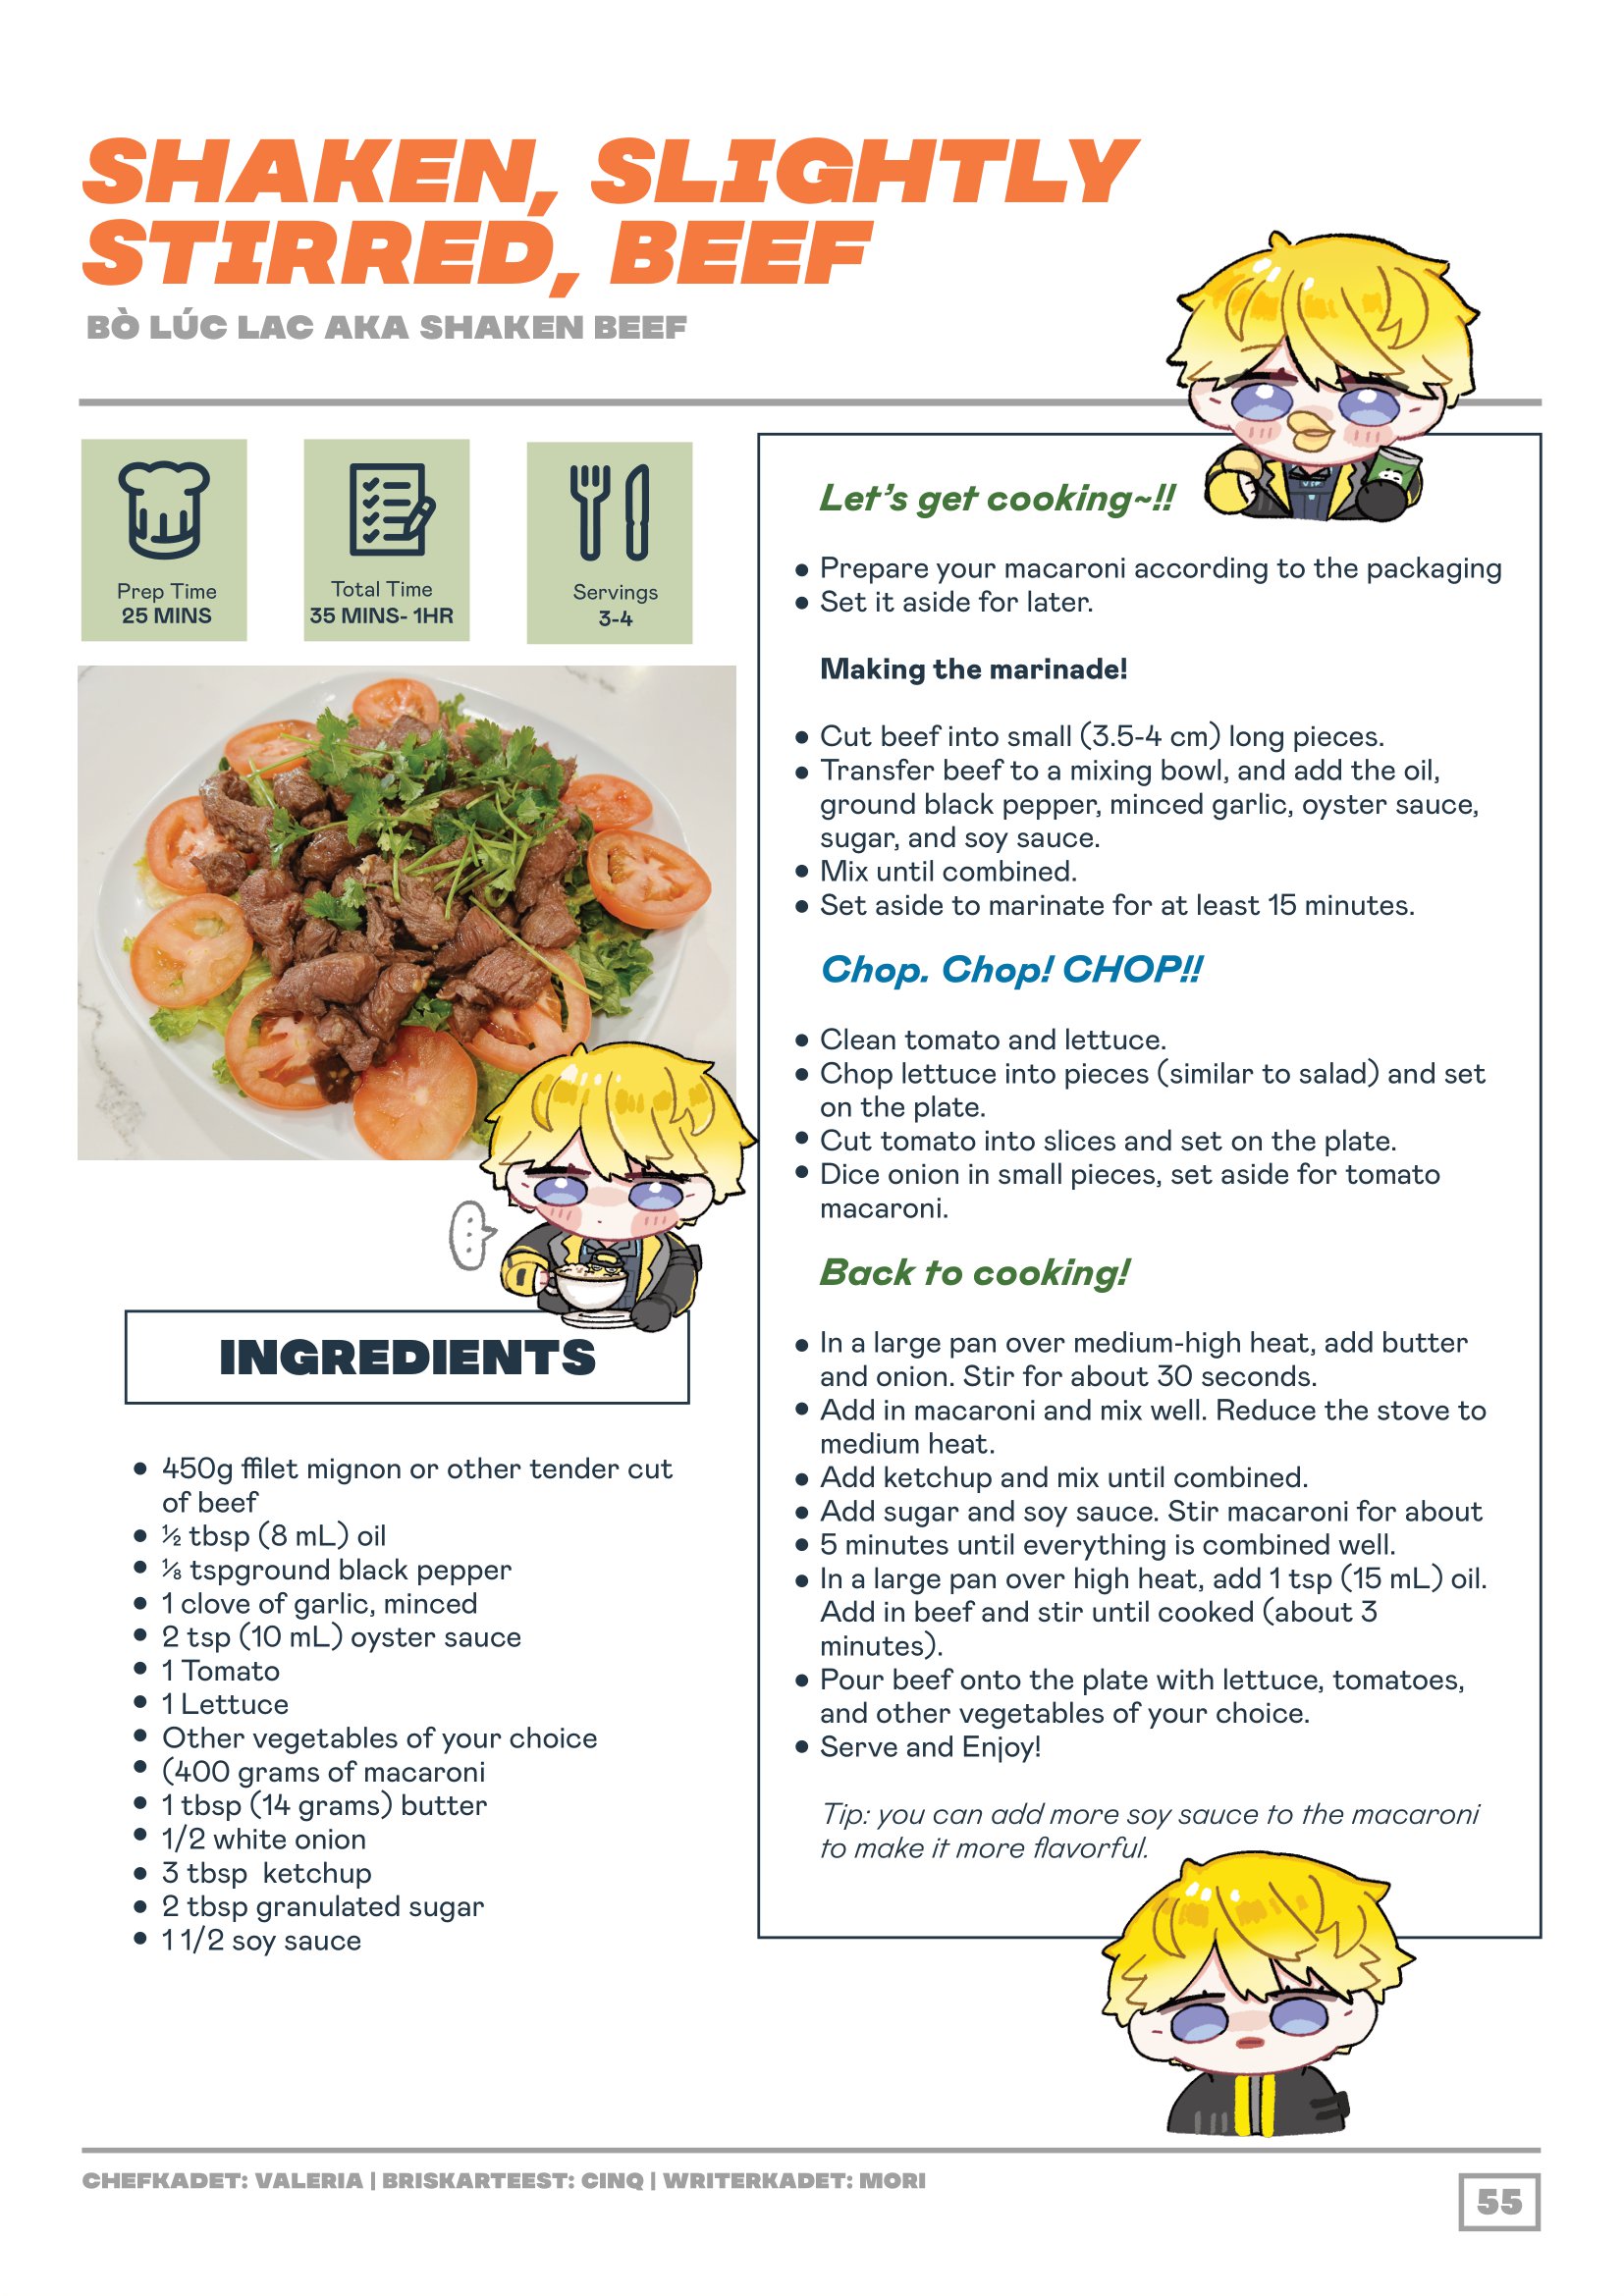 SHAKEN, SLIGHTLY
STIRRED, BEEF
BÒ LÚC LAC AKA SHAKEN BEEF
Prep Time
25 MINS
Total Time
35 MINS- 1HR
Servings
3-4
INGREDIENTS
• 450g ffilet mignon or other tender cut
of beef
• ½ tbsp (8 mL) oil
• ⅛ tspground black pepper
• 1 clove of garlic, minced
• 2 tsp (10 mL) oyster sauce
• 1 Tomato
• 1 Lettuce
• Other vegetables of your choice
• (400 grams of macaroni
• 1 tbsp (14 grams) butter
• 1/2 white onion
• 3 tbsp  ketchup
• 2 tbsp granulated sugar
• 1 1/2 soy sauce
Let's get cooking~!!
• Prepare your macaroni according to the packaging
• Set it aside for later.
Making the marinade!
• Cut beef into small (3.5-4 cm) long pieces.
• Transfer beef to a mixing bowl, and add the oil,
ground black pepper, minced garlic, oyster sauce,
sugar, and soy sauce.
• Mix until combined.
• Set aside to marinate for at least 15 minutes.
Chop. Chop! CHOP!!
• Clean tomato and lettuce.
• Chop lettuce into pieces (similar to salad) and set
on the plate.
• Cut tomato into slices and set on the plate.
• Dice onion in small pieces, set aside for tomato
macaroni.
Back to cooking!
• In a large pan over medium-high heat, add butter
and onion. Stir for about 30 seconds.
• Add in macaroni and mix well. Reduce the stove to
medium heat.
• Add ketchup and mix until combined.
• Add sugar and soy sauce. Stir macaroni for about
• 5 minutes until everything is combined well.
• In a large pan over high heat, add 1 tsp (15 mL) oil.
Add in beef and stir until cooked (about 3
minutes).
• Pour beef onto the plate with lettuce, tomatoes,
and other vegetables of your choice.
• Serve and Enjoy!
Tip: you can add more soy sauce to the macaroni
to make it more flavorful.
CHEFKADET: VALERIA | BRISKARTEEST: CINQ | WRITERKADET: MORI
55